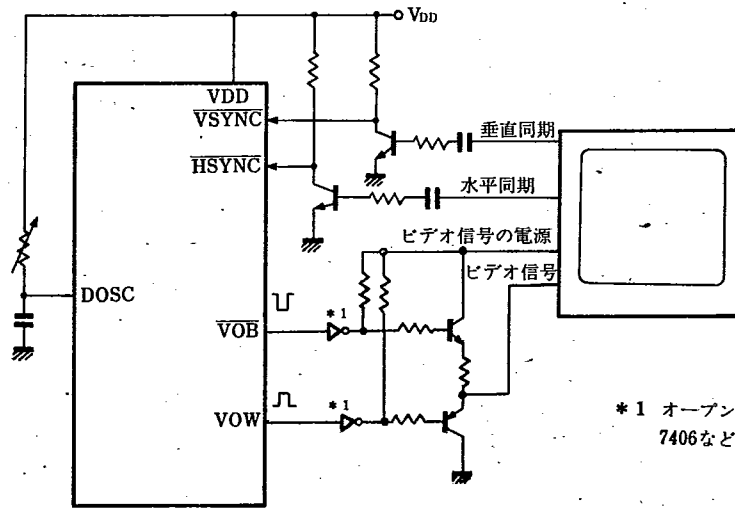 VDD
VDD
VSYNC
HSYNC
DOSC
VOB
VOW
*1
*1
垂直同期
水平同期
ビデオ信号の電源
ビデオ信号
*1 オープン
7406など